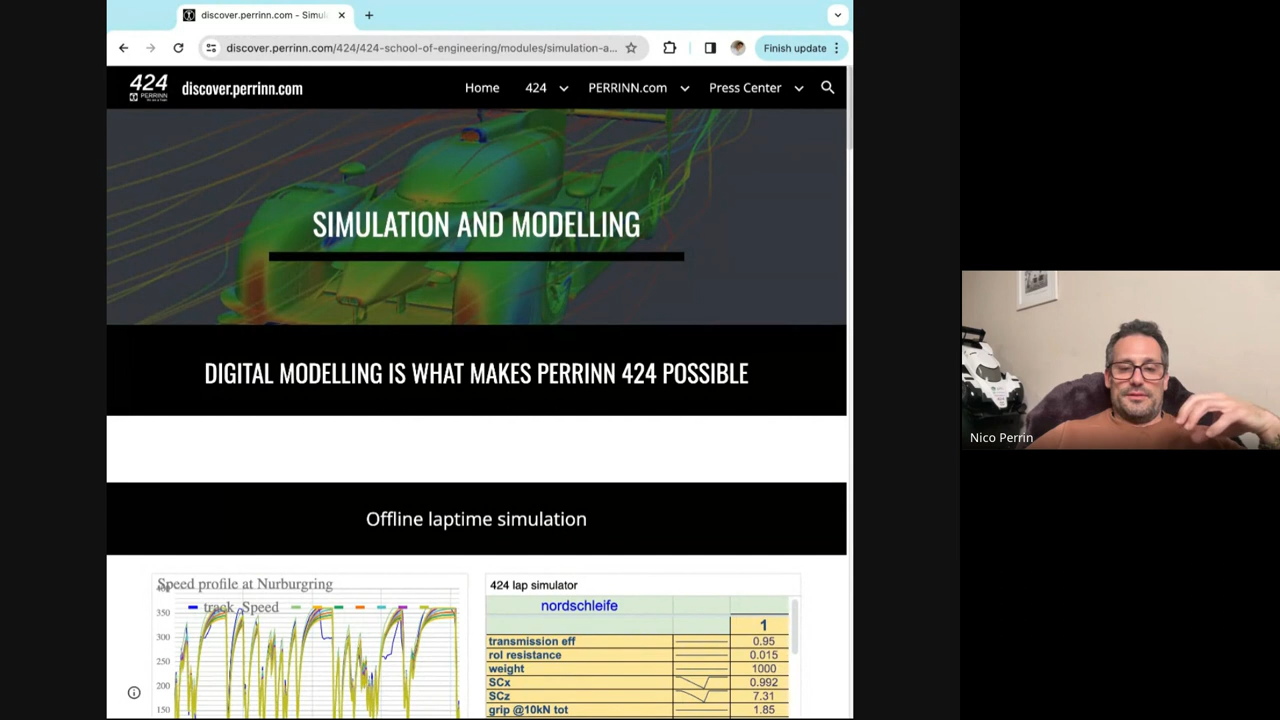 discover.perrinn.com - Simul
discover.perrinn.com/424/424-school-of-engineering/modules/simulation-a...
Finish update
424
PERRINN
discover.perrinn.com
Home
424
PERRINN.com
Press Center
SIMULATION AND MODELLING
DIGITAL MODELLING IS WHAT MAKES PERRINN 424 POSSIBLE
Offline laptime simulation
Speed profile at Nurburgring
400
track_Speed
350
300
250
200
150
424 lap simulator
nordschleife
1
transmission eff 0.95
rol resistance 0.015
weight 1000
SCx 0.992
SCz 7.31
grip @10kN tot 1.85
Nico Perrin